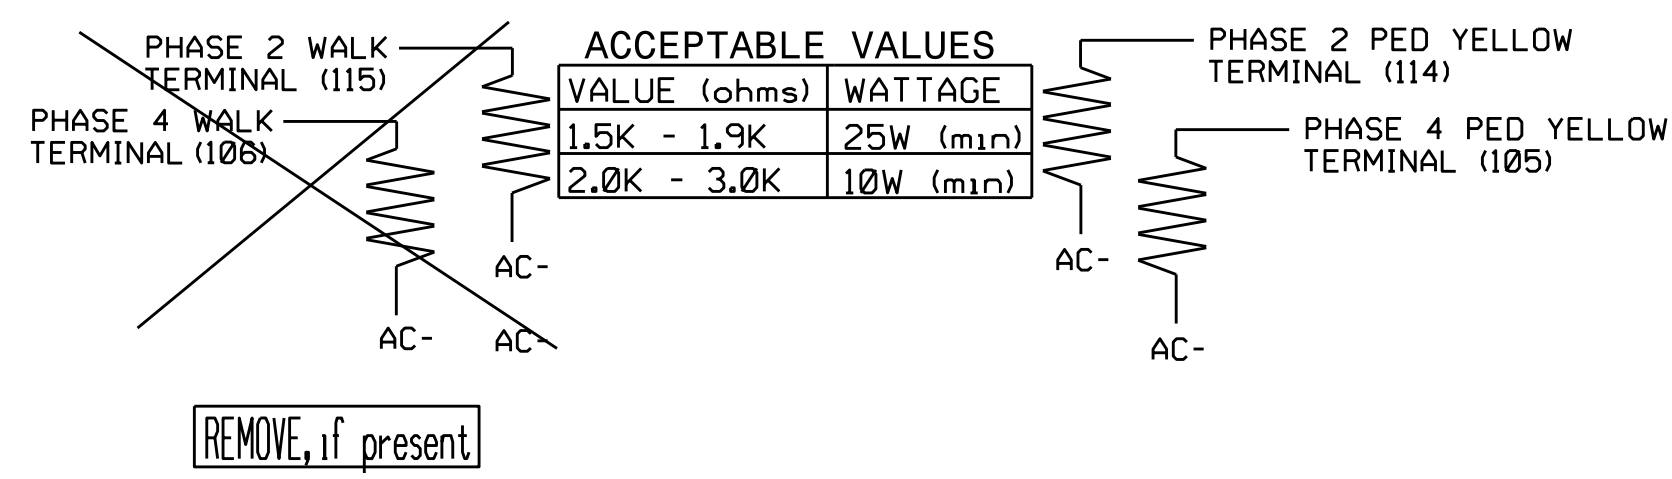 PHASE 2 WALK
TERMINAL (115)
PHASE 4 WALK
TERMINAL (106)
AC-
AC-
AC-
REMOVE, if present
ACCEPTABLE VALUES
VALUE (ohms) WATTAGE
1.5K - 1.9K 25W (min)
2.0K - 3.0K 10W (min)
PHASE 2 PED YELLOW
TERMINAL (114)
PHASE 4 PED YELLOW
TERMINAL (105)
AC-
AC-